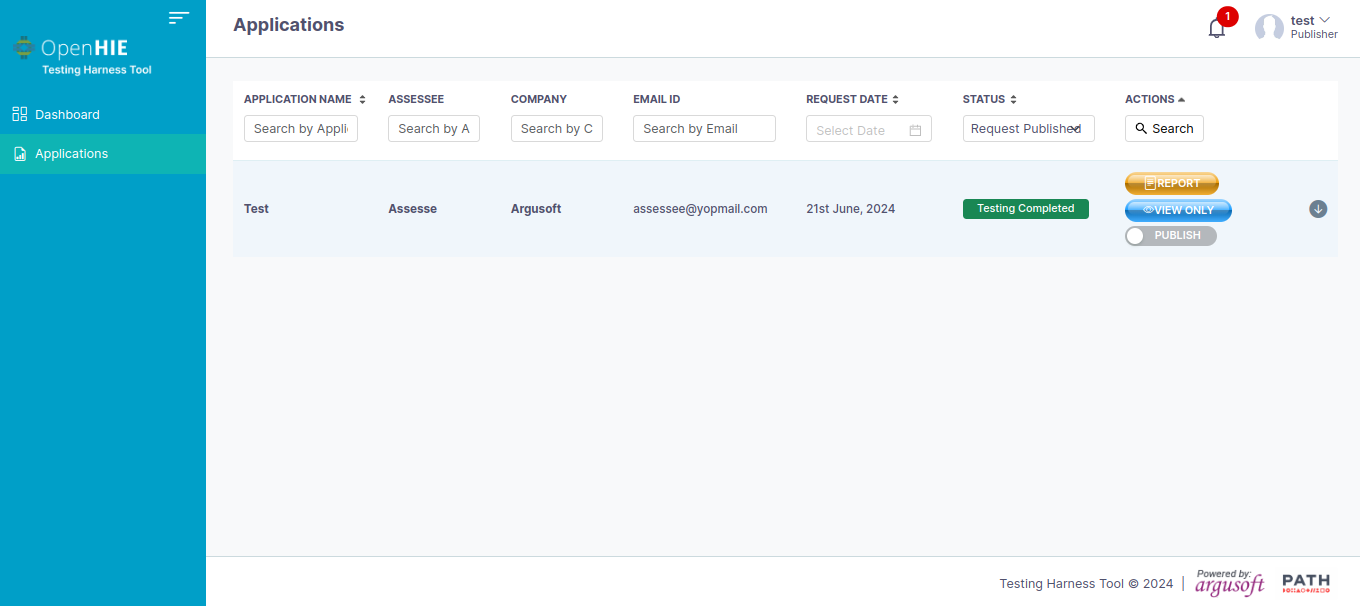 OpenHIE
Testing Harness Tool
Dashboard
Applications
Applications
1
test
Publisher
APPLICATION NAME ASSESSEE COMPANY EMAIL ID REQUEST DATE STATUS ACTIONS
Search by Appli Search by A Search by C Search by Email Select Date Request Published Search
Test Assesse Argusoft assessee@yopmail.com 21st June, 2024 Testing Completed
REPORT
VIEW ONLY
PUBLISH
Testing Harness Tool © 2024 |
Powered by:
argusoft
PATH